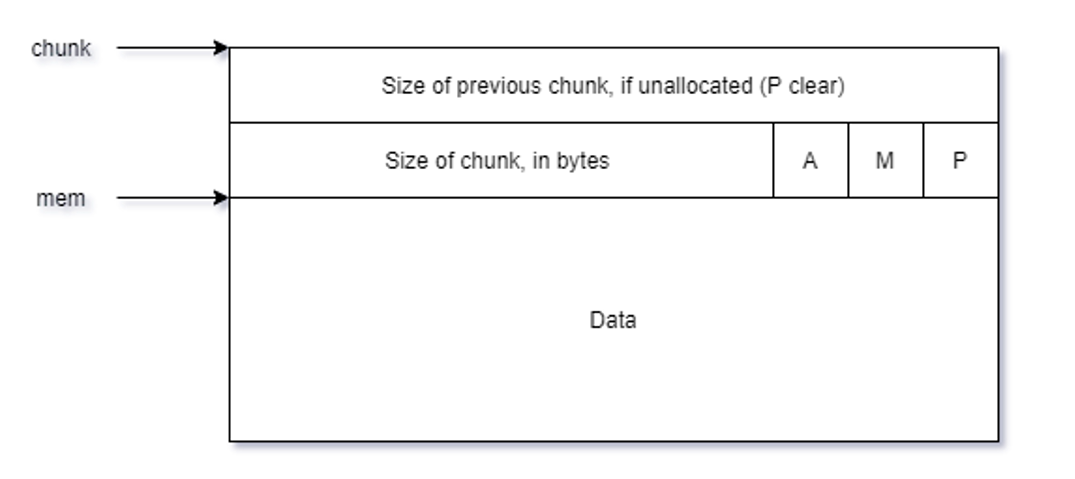 chunk
Size of previous chunk, if unallocated (P clear)
Size of chunk, in bytes
A
M
P
mem
Data